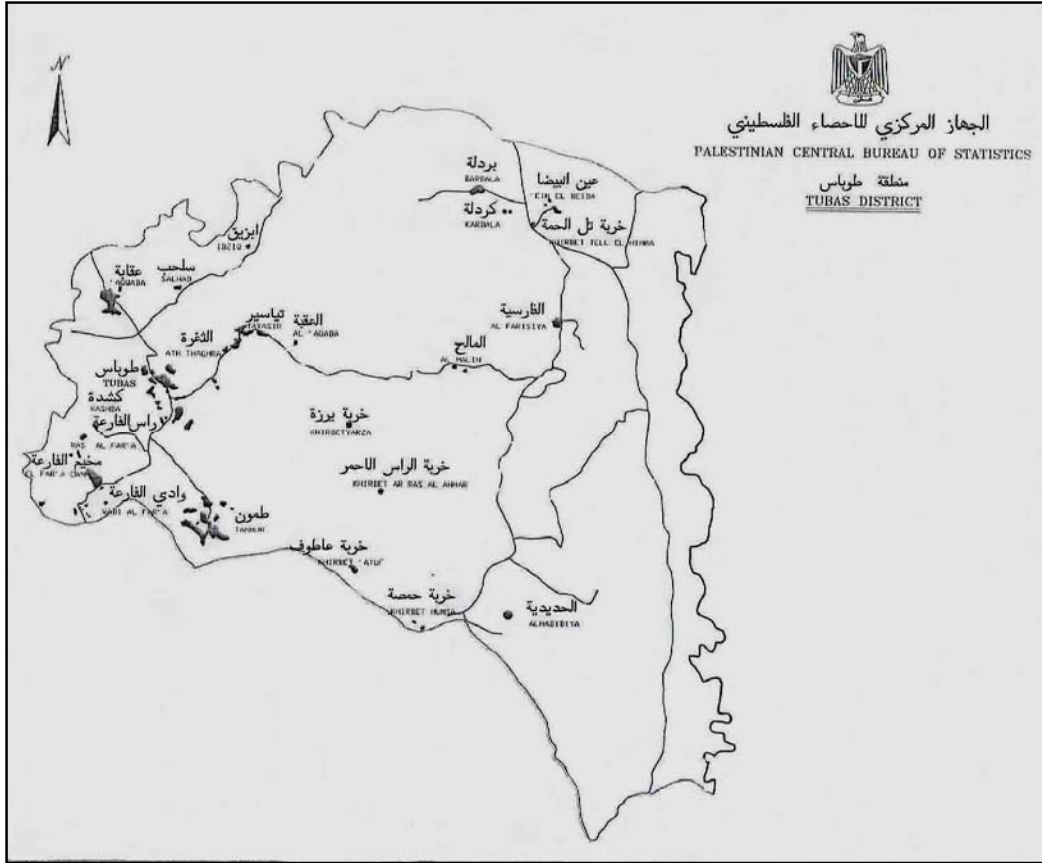 N
الجهاز المركزي للاحصاء الفلسطيني
PALESTINIAN CENTRAL BUREAU OF STATISTICS
منطقة طوباس
TUBAS DISTRICT
بردلة
BARDALA
عين البيضا
'EIN EL BEIDA
كردلة
KARDALA
خربة تل الحمة
KHIRBET TELL EL HIMMA
ابزيق
IBZIQ
سلحب
SALHAB
عقابة
'AQQABA
الفارسية
AL FARISIYA
تياسير
TAYASIR
العقبة
AL 'AQABA
الثغرة
ATH THAGHRA
المالح
AL MALIH
طوباس
TUBAS
كشدة
KASHDA
خربة يرزة
KHIRBET YARZA
راس الفارعة
RAS AL FAR'A
مخيم الفارعة
EL FAR'A CAMP
خربة الراس الاحمر
KHIRBET AR RAS AL AHMAR
وادي الفارعة
WADI AL FAR'A
طمون
TAMMUN
خربة عاطوف
KHIRBET 'ATUF
خربة حمصة
KHIRBET HUMSA
الحديدية
ALHADIDIYA